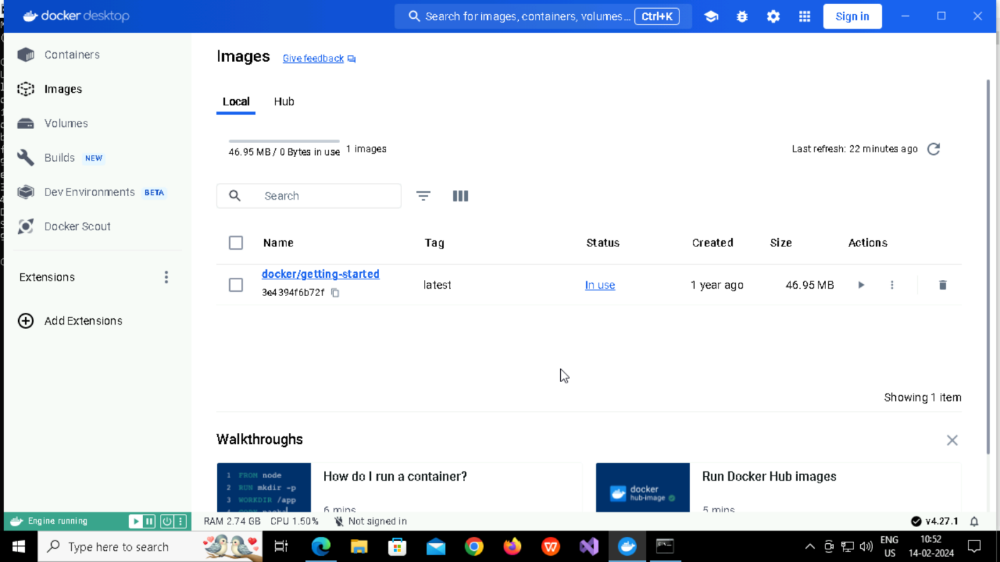 docker desktop
Search for images, containers, volumes... Ctrl+K
Sign in
Containers
Images
Volumes
Builds NEW
Dev Environments BETA
Docker Scout
Extensions
Add Extensions
Images Give feedback
Local Hub
46.95 MB / 0 Bytes in use 1 images
Last refresh: 22 minutes ago
Search
Name Tag Status Created Size Actions
docker/getting-started
3e4394f6b72f
latest In use 1 year ago 46.95 MB
Showing 1 item
Walkthroughs
1 FROM node
2 RUN mkdir -p
3 WORKDIR /app
How do I run a container?
6 mins
docker
hub-image
Run Docker Hub images
5 mins
Engine running
RAM 2.74 GB CPU 1.50% Not signed in
v4.27.1
Type here to search
ENG
US
10:52
14-02-2024